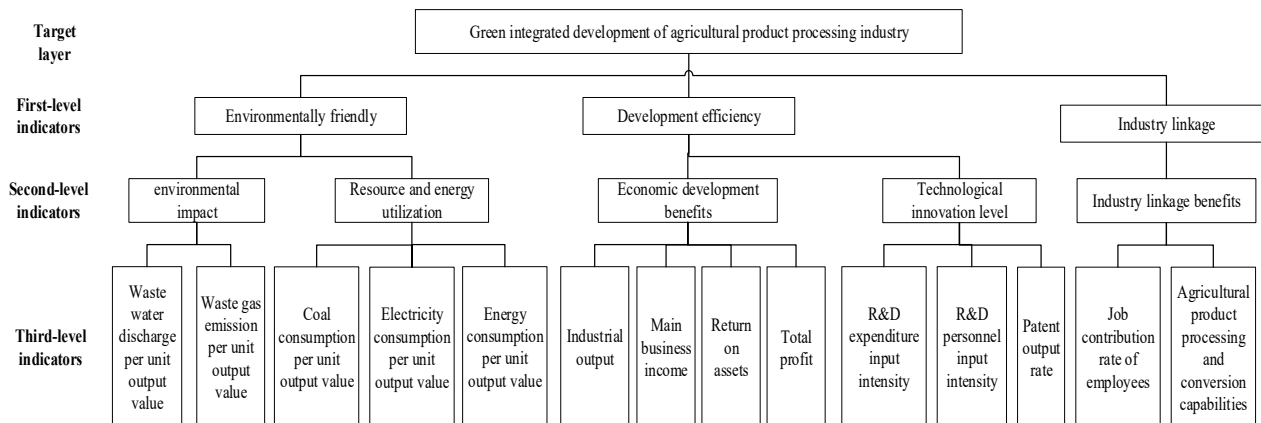 Target
layer
Green integrated development of agricultural product processing industry
First-level
indicators
Environmentally friendly
Development efficiency
Industry linkage
Second-level
indicators
environmental
impact
Resource and energy
utilization
Economic development
benefits
Technological
innovation level
Industry linkage benefits
Third-level
indicators
Waste
water
discharge
per unit
output
value
Waste gas
emission
per unit
output
value
Coal
consumption
per unit
output value
Electricity
consumption
per unit
output value
Energy
consumption
per unit
output value
Industrial
output
Main
business
income
Return
on
assets
Total
profit
R&D
expenditure
input
intensity
R&D
personnel
input
intensity
Patent
output
rate
Job
contribution
rate of
employees
Agricultural
product
processing
and
conversion
capabilities